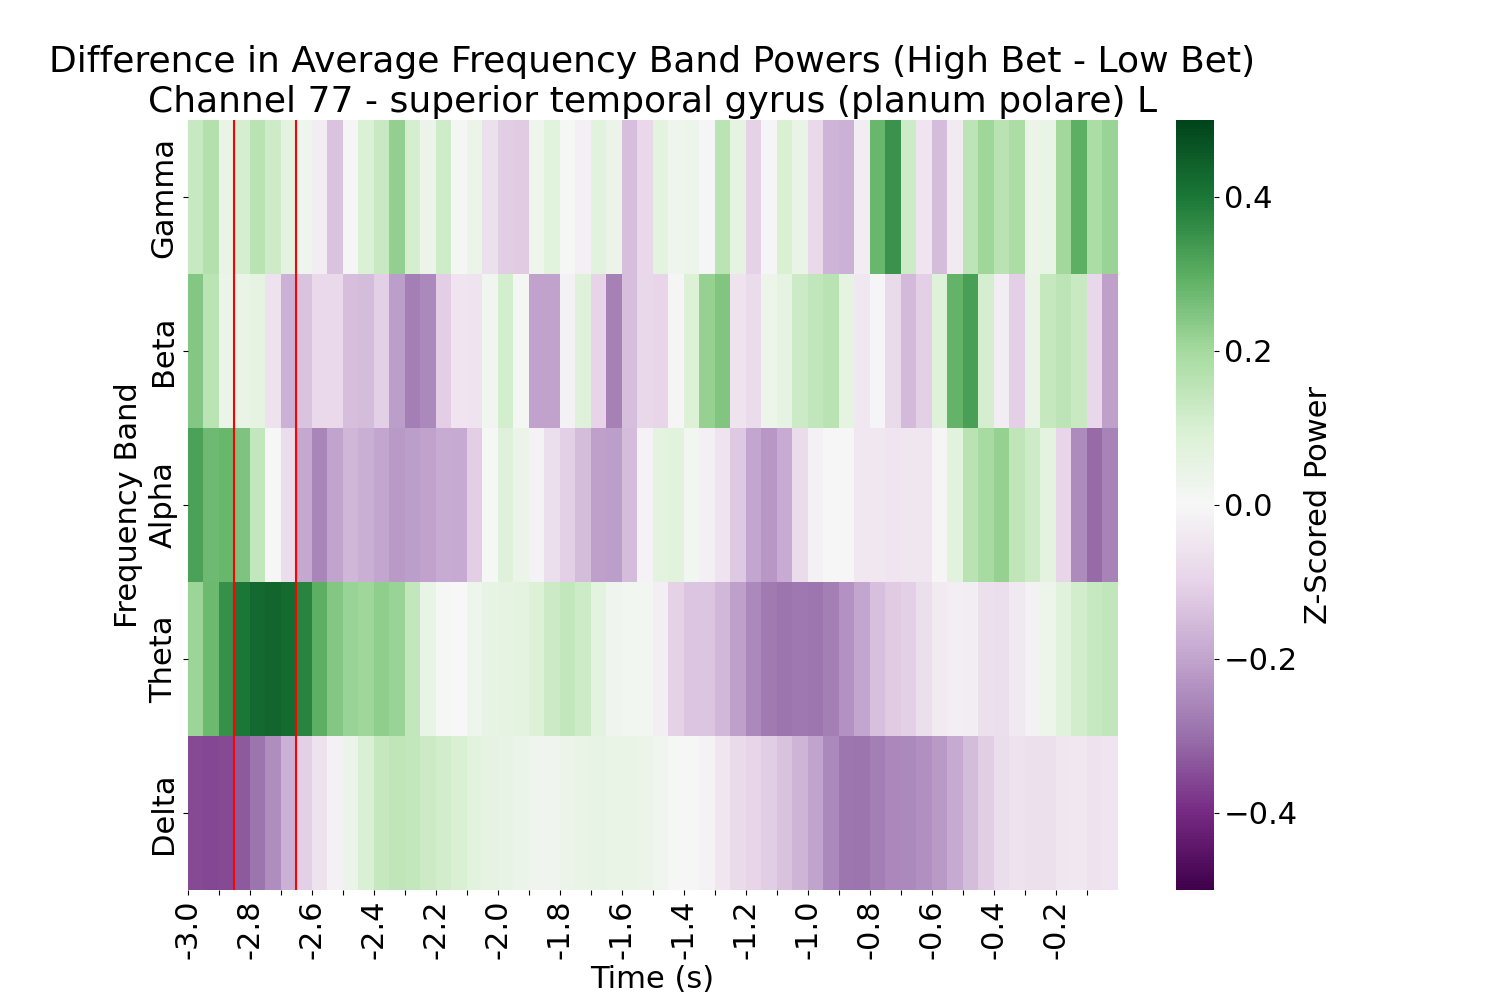 Difference in Average Frequency Band Powers (High Bet - Low Bet)
Channel 77 - superior temporal gyrus (planum polare) L
Frequency Band
Gamma
Beta
Alpha
Theta
Delta
-3.0
-2.8
-2.6
-2.4
-2.2
-2.0
-1.8
-1.6
-1.4
-1.2
-1.0
-0.8
-0.6
-0.4
-0.2
Time (s)
0.4
0.2
0.0
−0.2
−0.4
Z-Scored Power